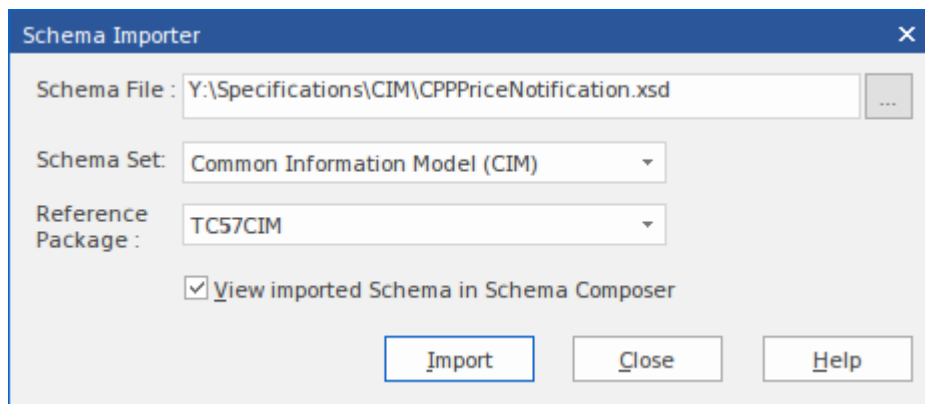 Schema Importer
Schema File : Y:\Specifications\CIM\CPPPriceNotification.xsd ...
Schema Set: Common Information Model (CIM)
Reference
Package : TC57CIM
View imported Schema in Schema Composer
Import Close Help